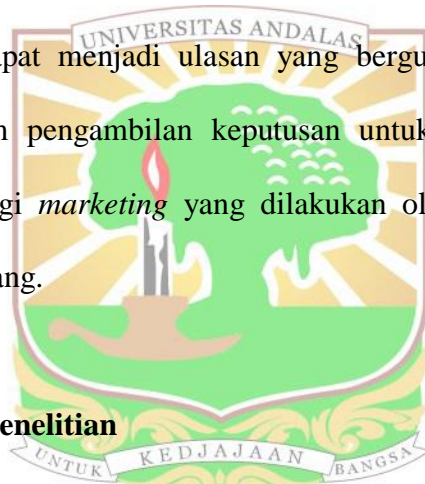 UNIVERSITAS ANDALAS
apat menjadi ulasan yang bergu
n pengambilan keputusan untuk
gi marketing yang dilakukan ol
ang.
enelitian
UNTUK KEDJAJAAN BANGSA